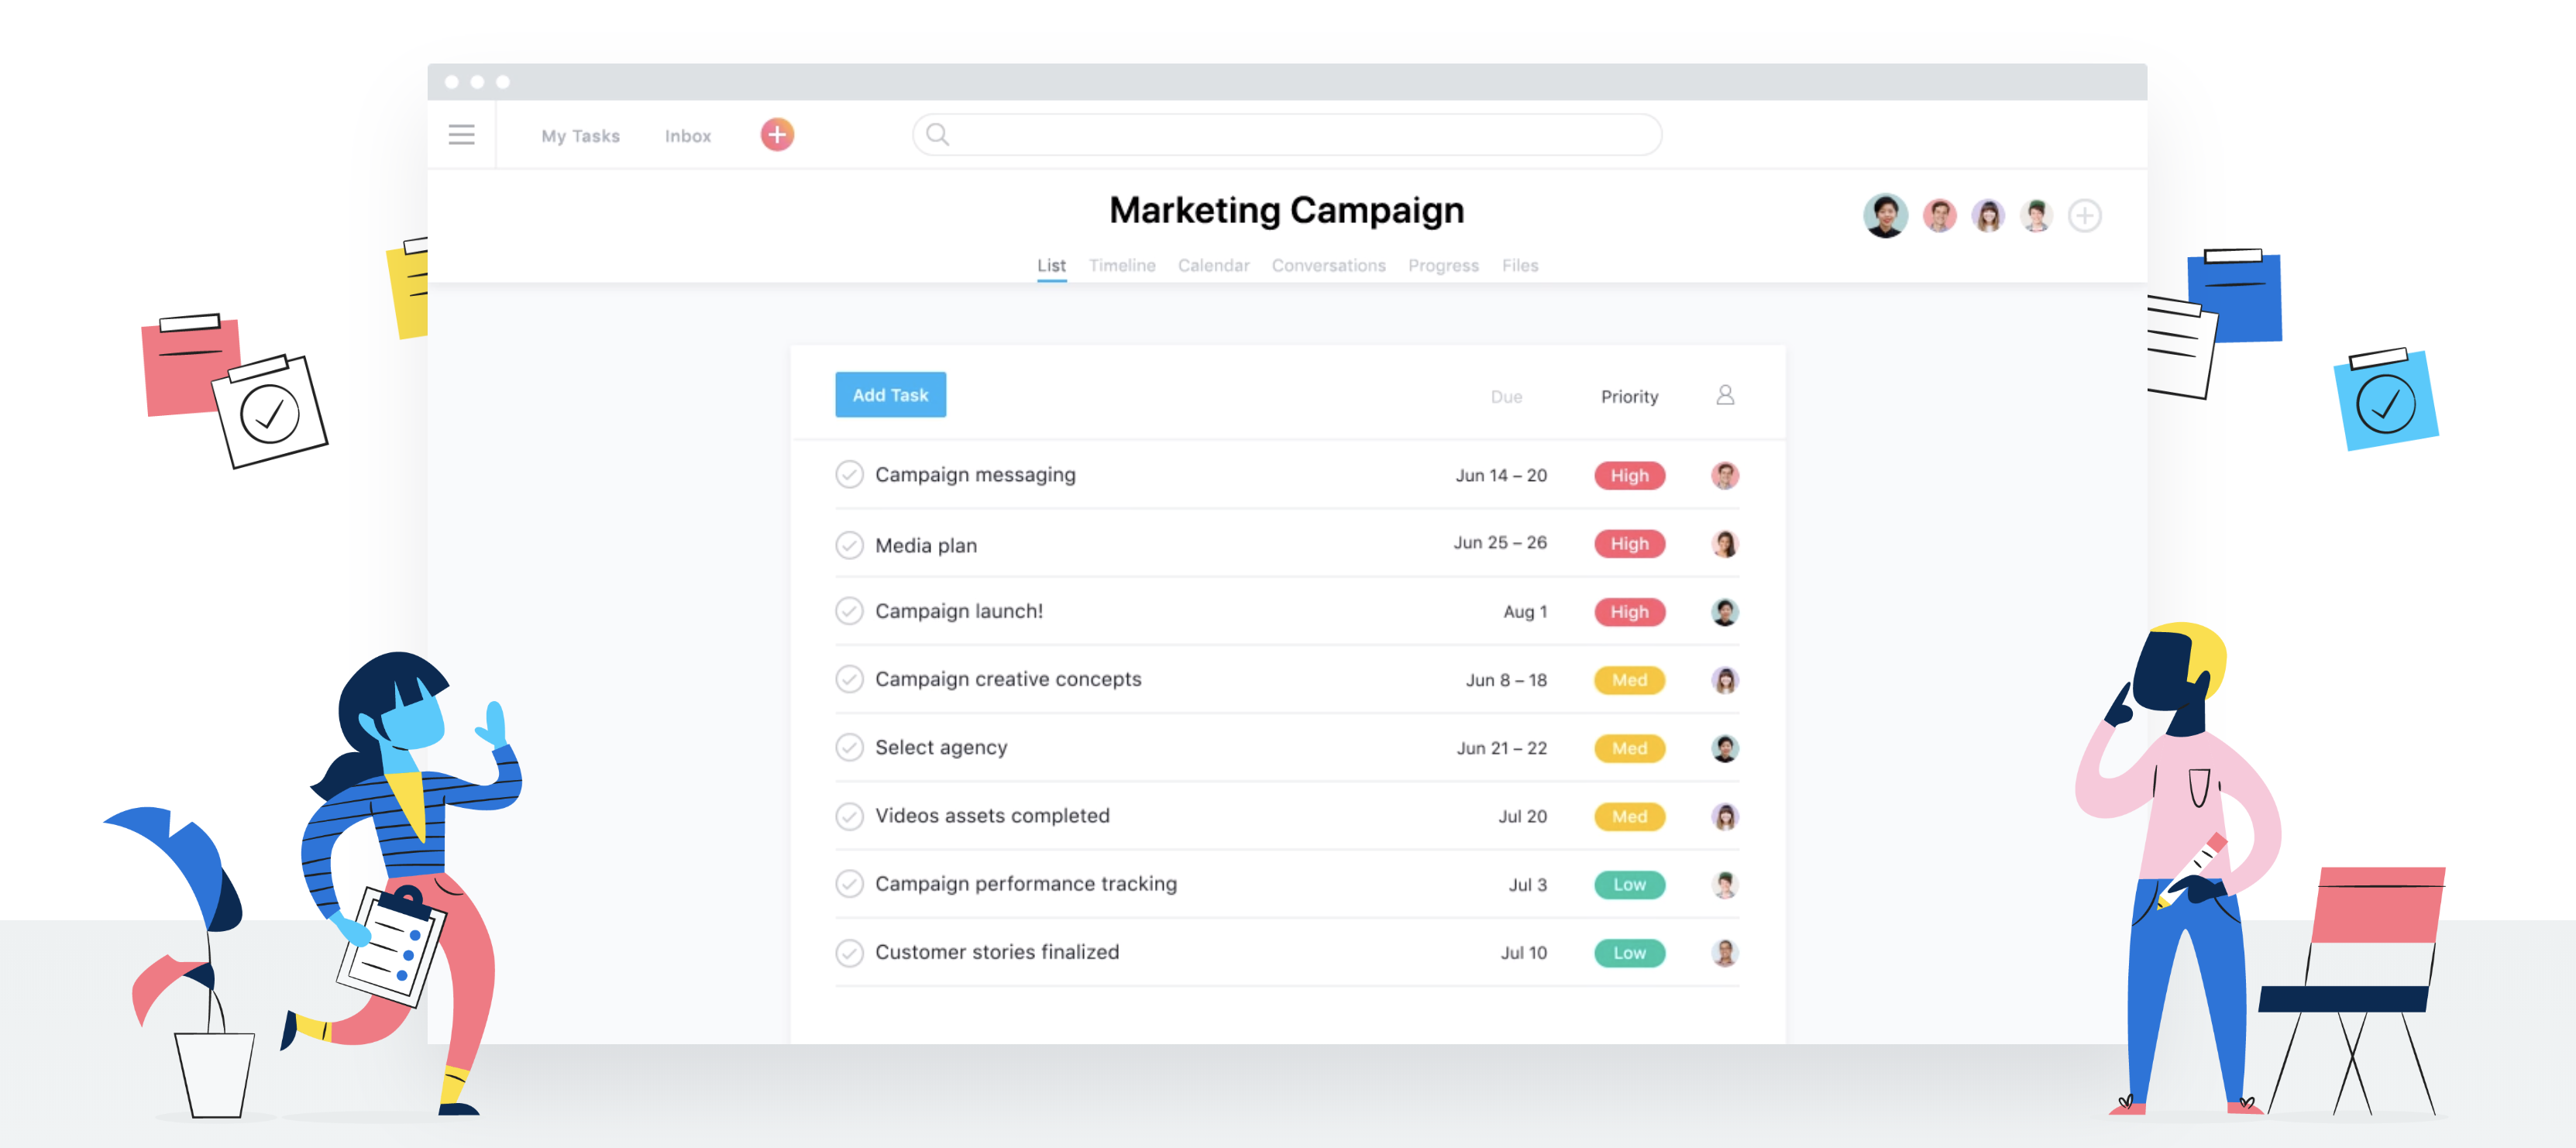 My Tasks Inbox
Marketing Campaign
List Timeline Calendar Conversations Progress Files
Add Task Due Priority
Campaign messaging Jun 14 – 20 High
Media plan Jun 25 – 26 High
Campaign launch! Aug 1 High
Campaign creative concepts Jun 8 – 18 Med
Select agency Jun 21 – 22 Med
Videos assets completed Jul 20 Med
Campaign performance tracking Jul 3 Low
Customer stories finalized Jul 10 Low